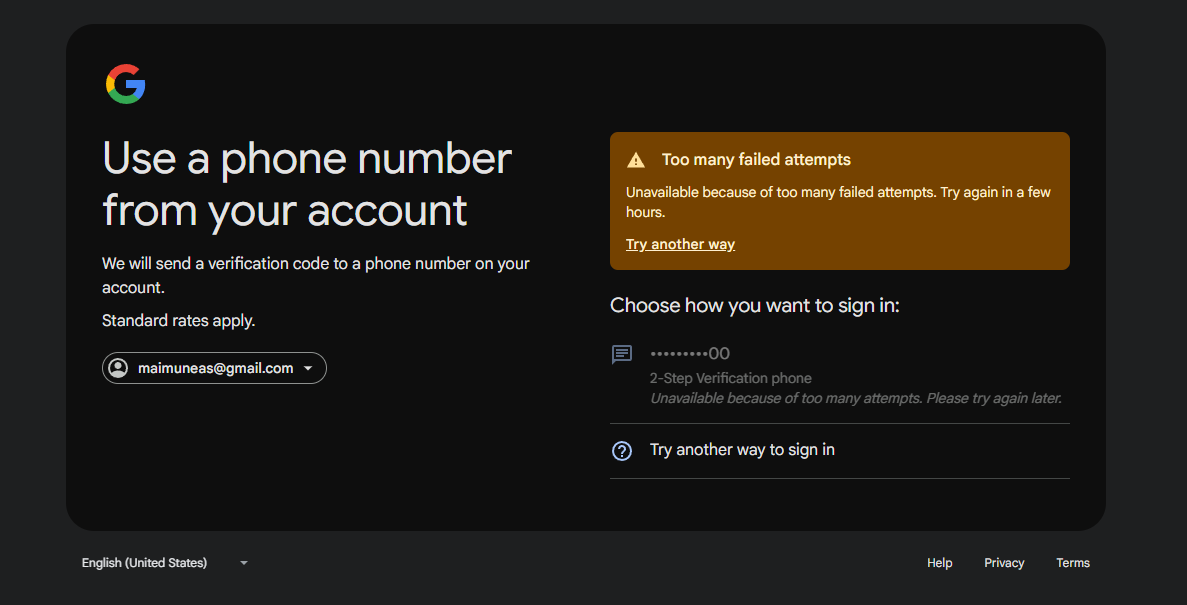 Use a phone number
from your account
We will send a verification code to a phone number on your
account.
Standard rates apply.
maimuneas@gmail.com
Too many failed attempts
Unavailable because of too many failed attempts. Try again in a few
hours.
Try another way
Choose how you want to sign in:
•••••••••00
2-Step Verification phone
Unavailable because of too many attempts. Please try again later.
Try another way to sign in
English (United States)
Help
Privacy
Terms